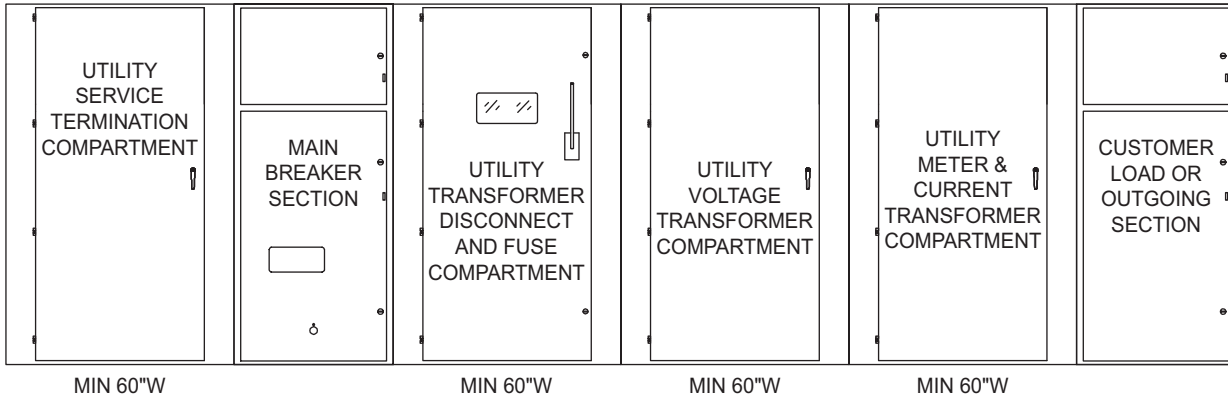 UTILITY
SERVICE
TERMINATION
COMPARTMENT
MAIN
BREAKER
SECTION
UTILITY
TRANSFORMER
DISCONNECT
AND FUSE
COMPARTMENT
UTILITY
VOLTAGE
TRANSFORMER
COMPARTMENT
UTILITY
METER &
CURRENT
TRANSFORMER
COMPARTMENT
CUSTOMER
LOAD OR
OUTGOING
SECTION
MIN 60"W
MIN 60"W
MIN 60"W
MIN 60"W